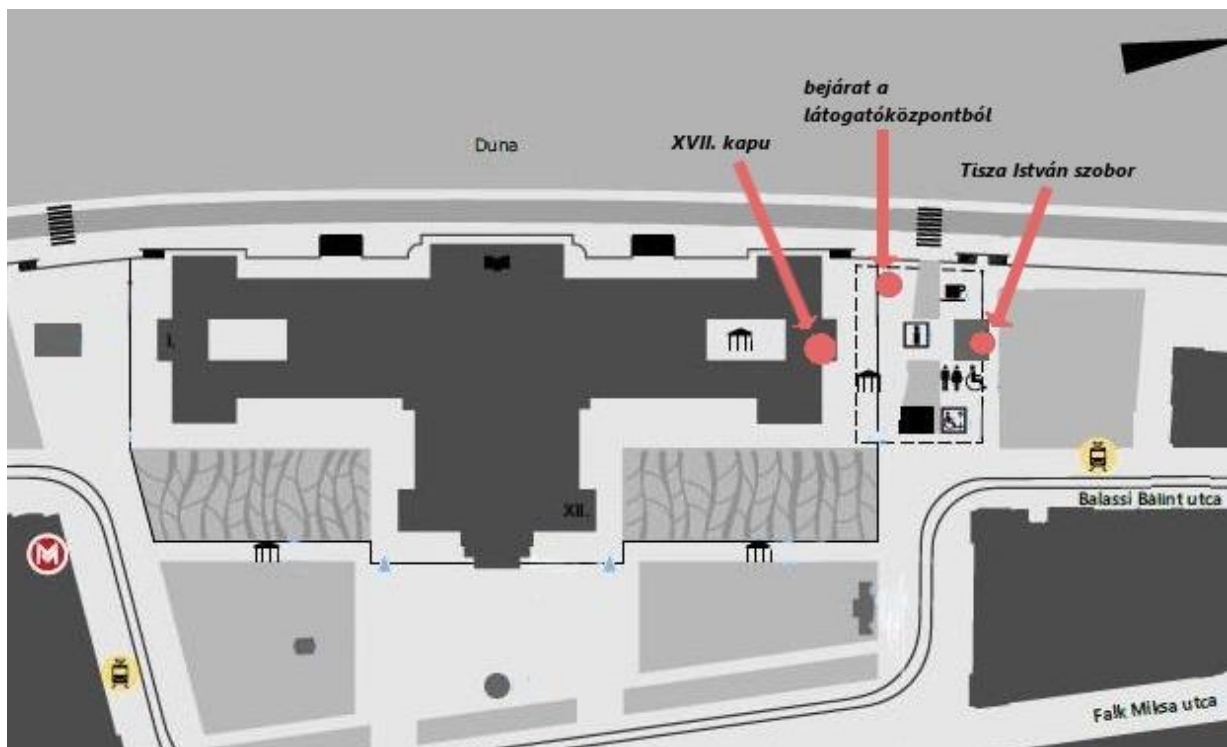 bejárat a
látogatóközpontból
XVII. kapu
Duna
Tisza István szobor
I.
XII.
M
Balassi Bálint utca
Falk Miksa utca